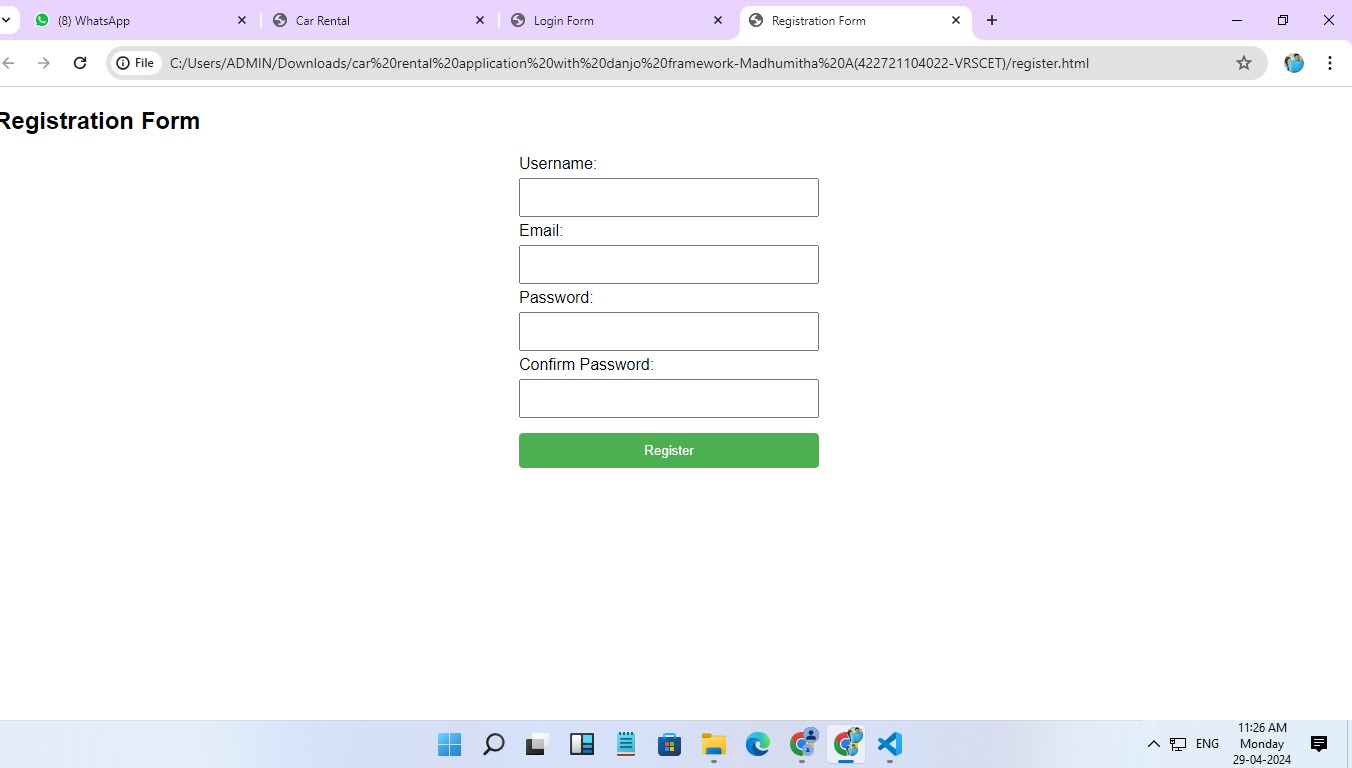 (8) WhatsApp
Car Rental
Login Form
Registration Form
File
C:/Users/ADMIN/Downloads/car%20rental%20application%20with%20danjo%20framework-Madhumitha%20A(422721104022-VRSCET)/register.html
Registration Form
Username:
Email:
Password:
Confirm Password:
Register
ENG
11:26 AM
Monday
29-04-2024